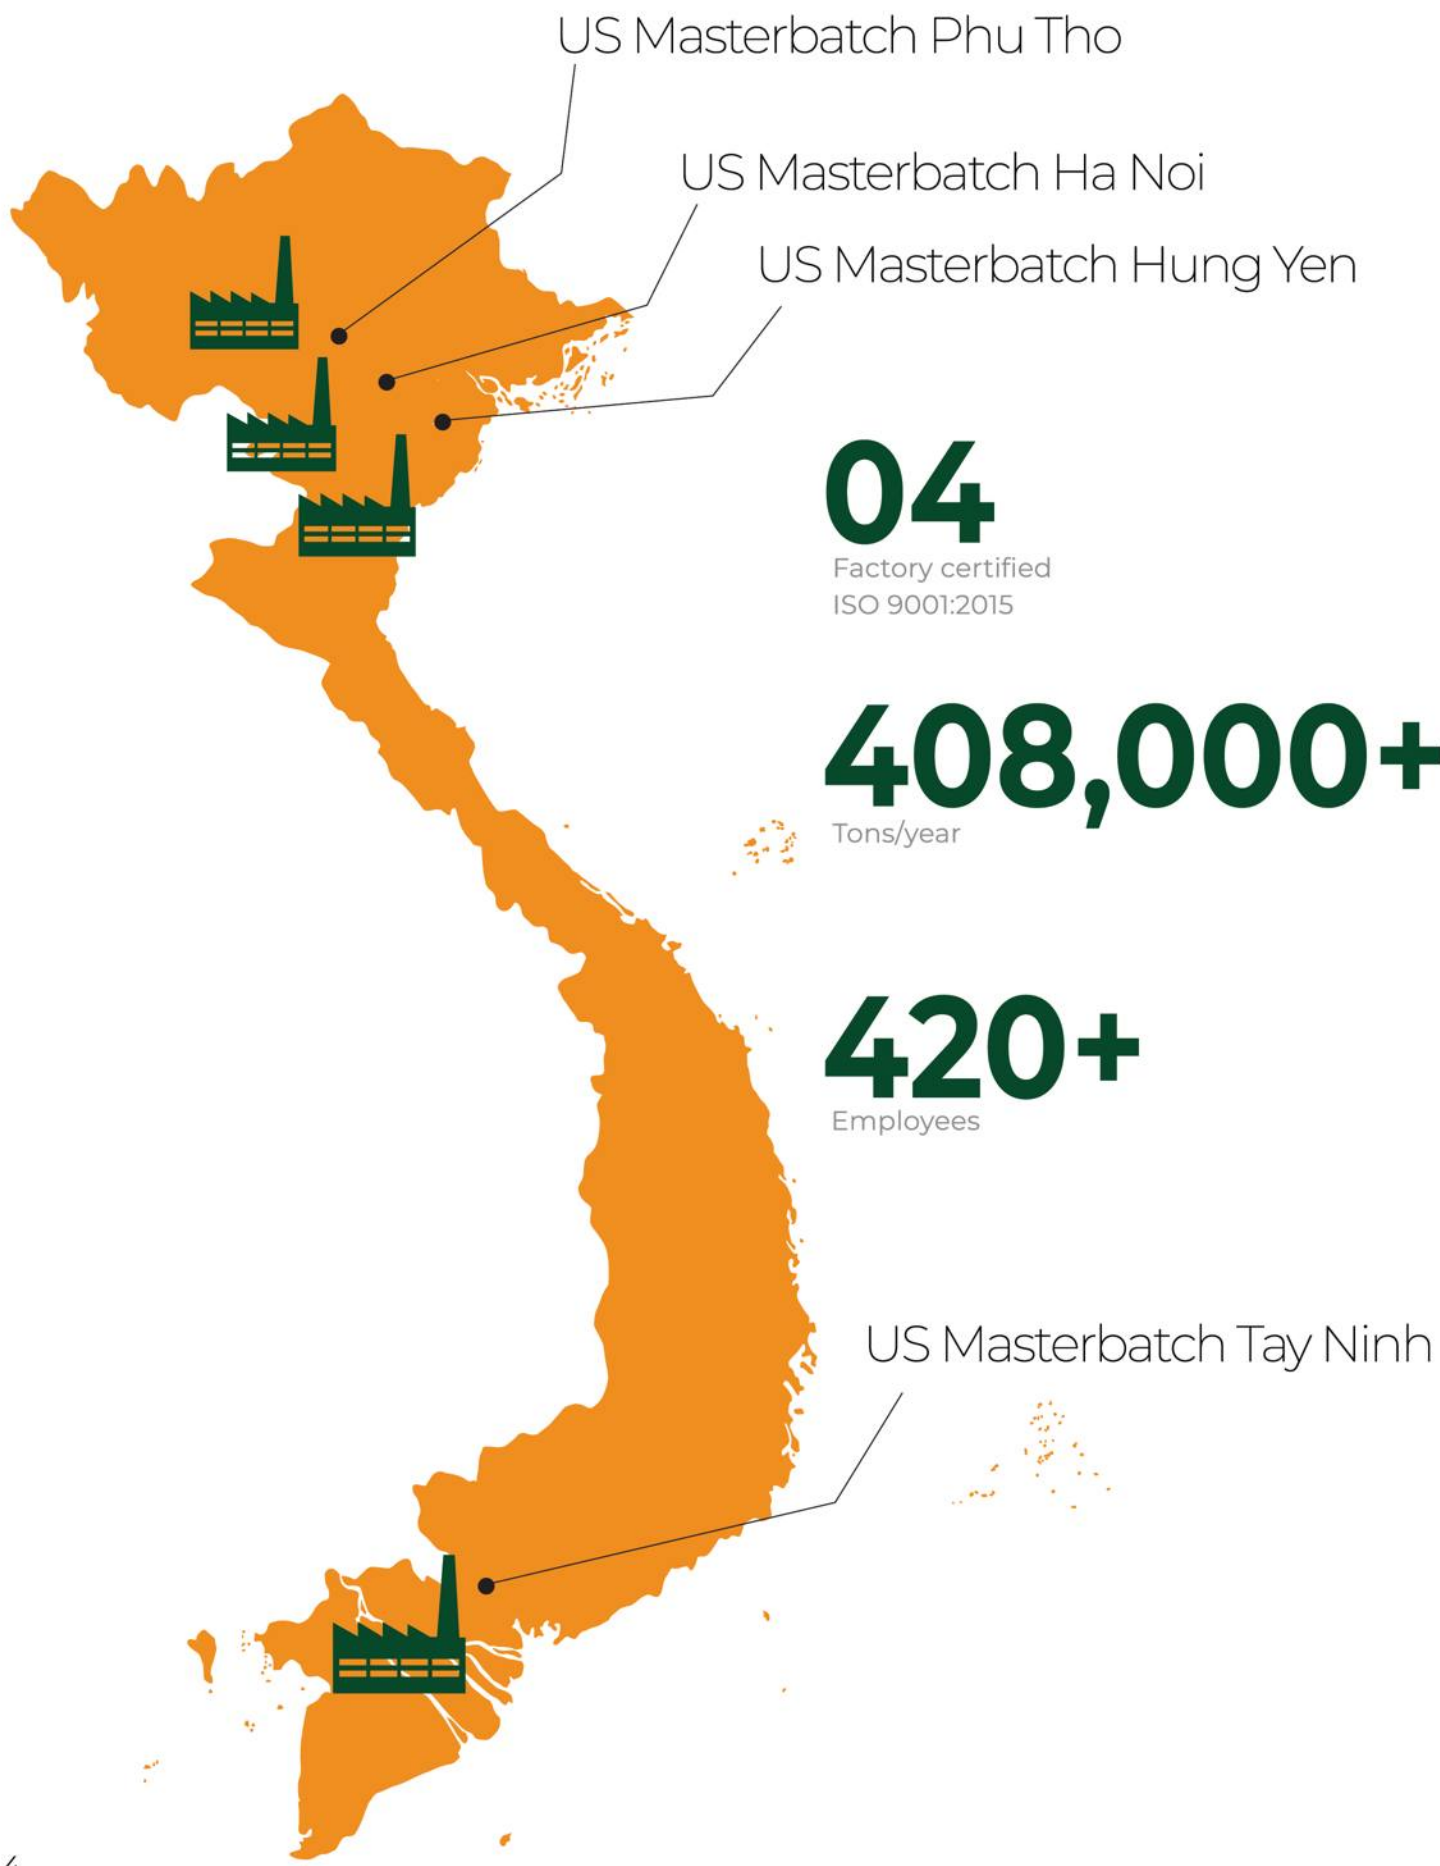 US Masterbatch Phu Tho
US Masterbatch Ha Noi
US Masterbatch Hung Yen
04
Factory certified
ISO 9001:2015
408,000+
Tons/year
420+
Employees
US Masterbatch Tay Ninh